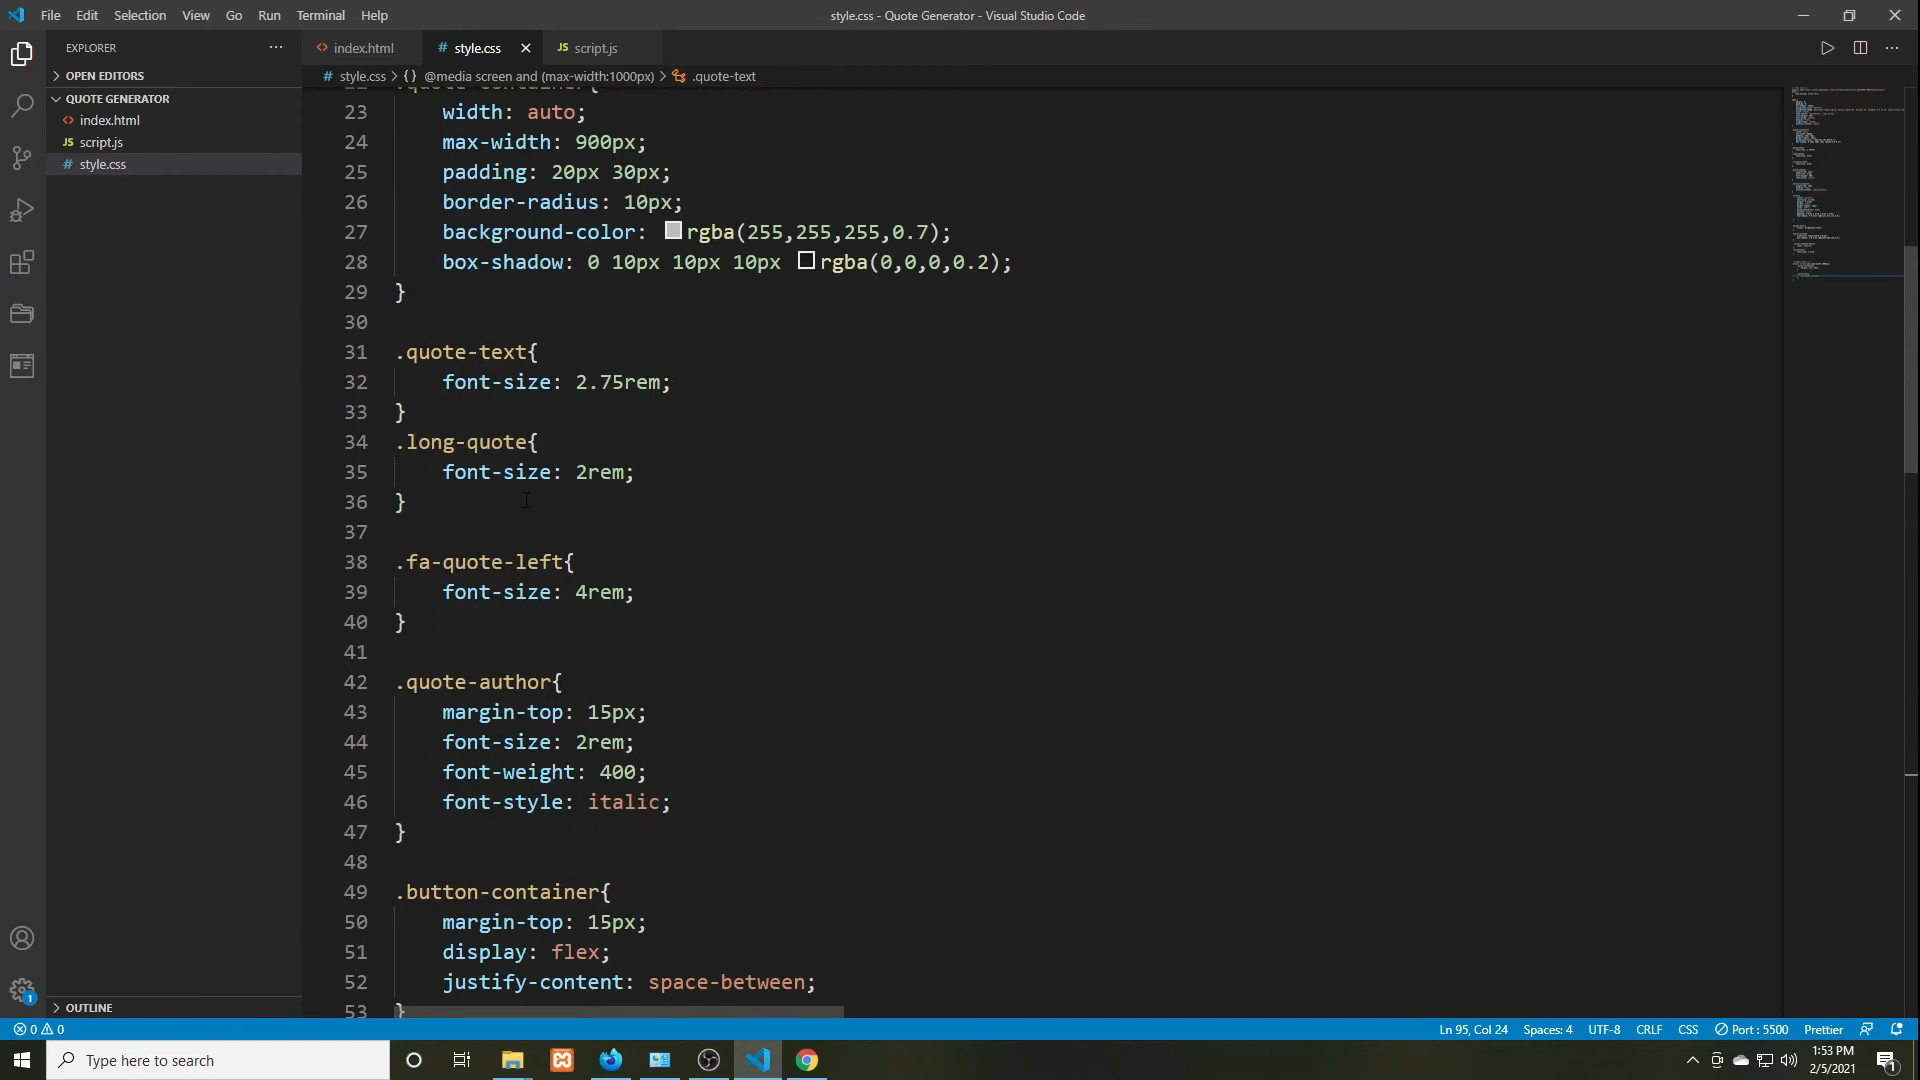 File Edit Selection View Go Run Terminal Help
style.css - Quote Generator - Visual Studio Code
EXPLORER
index.html
# style.css
JS script.js
OPEN EDITORS
# style.css > {} @media screen and (max-width:1000px) > .quote-text
QUOTE GENERATOR
index.html
JS script.js
# style.css
.quote-container{
23 width: auto;
24 max-width: 900px;
25 padding: 20px 30px;
26 border-radius: 10px;
27 background-color: rgba(255,255,255,0.7);
28 box-shadow: 0 10px 10px 10px rgba(0,0,0,0.2);
29 }
30
31 .quote-text{
32 font-size: 2.75rem;
33 }
34 .long-quote{
35 font-size: 2rem;
36 }
37
38 .fa-quote-left{
39 font-size: 4rem;
40 }
41
42 .quote-author{
43 margin-top: 15px;
44 font-size: 2rem;
45 font-weight: 400;
46 font-style: italic;
47 }
48
49 .button-container{
50 margin-top: 15px;
51 display: flex;
52 justify-content: space-between;
53 }
OUTLINE
1
0 0
Ln 95, Col 24 Spaces: 4 UTF-8 CRLF CSS Port : 5500 Prettier
Type here to search
1:53 PM
2/5/2021
1